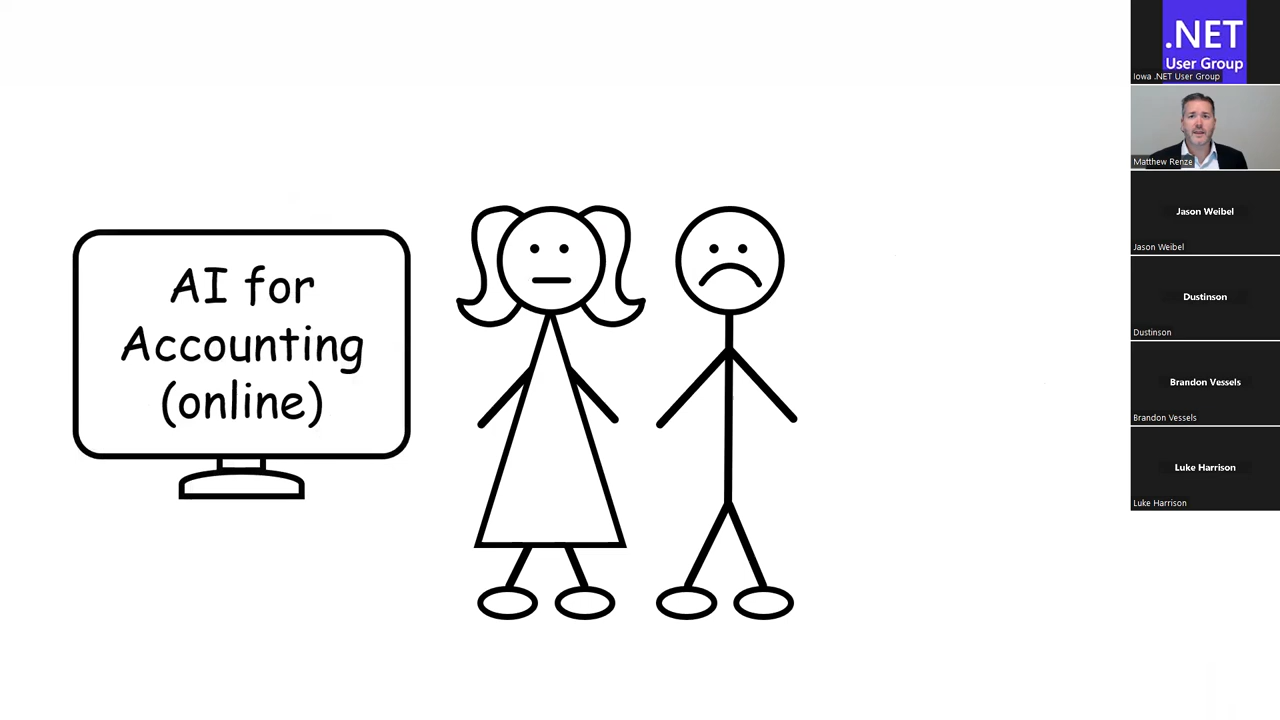 AI for
Accounting
(online)
.NET
User Group
Iowa .NET User Group
Matthew Renze
Jason Weibel
Jason Weibel
Dustinson
Dustinson
Brandon Vessels
Brandon Vessels
Luke Harrison
Luke Harrison